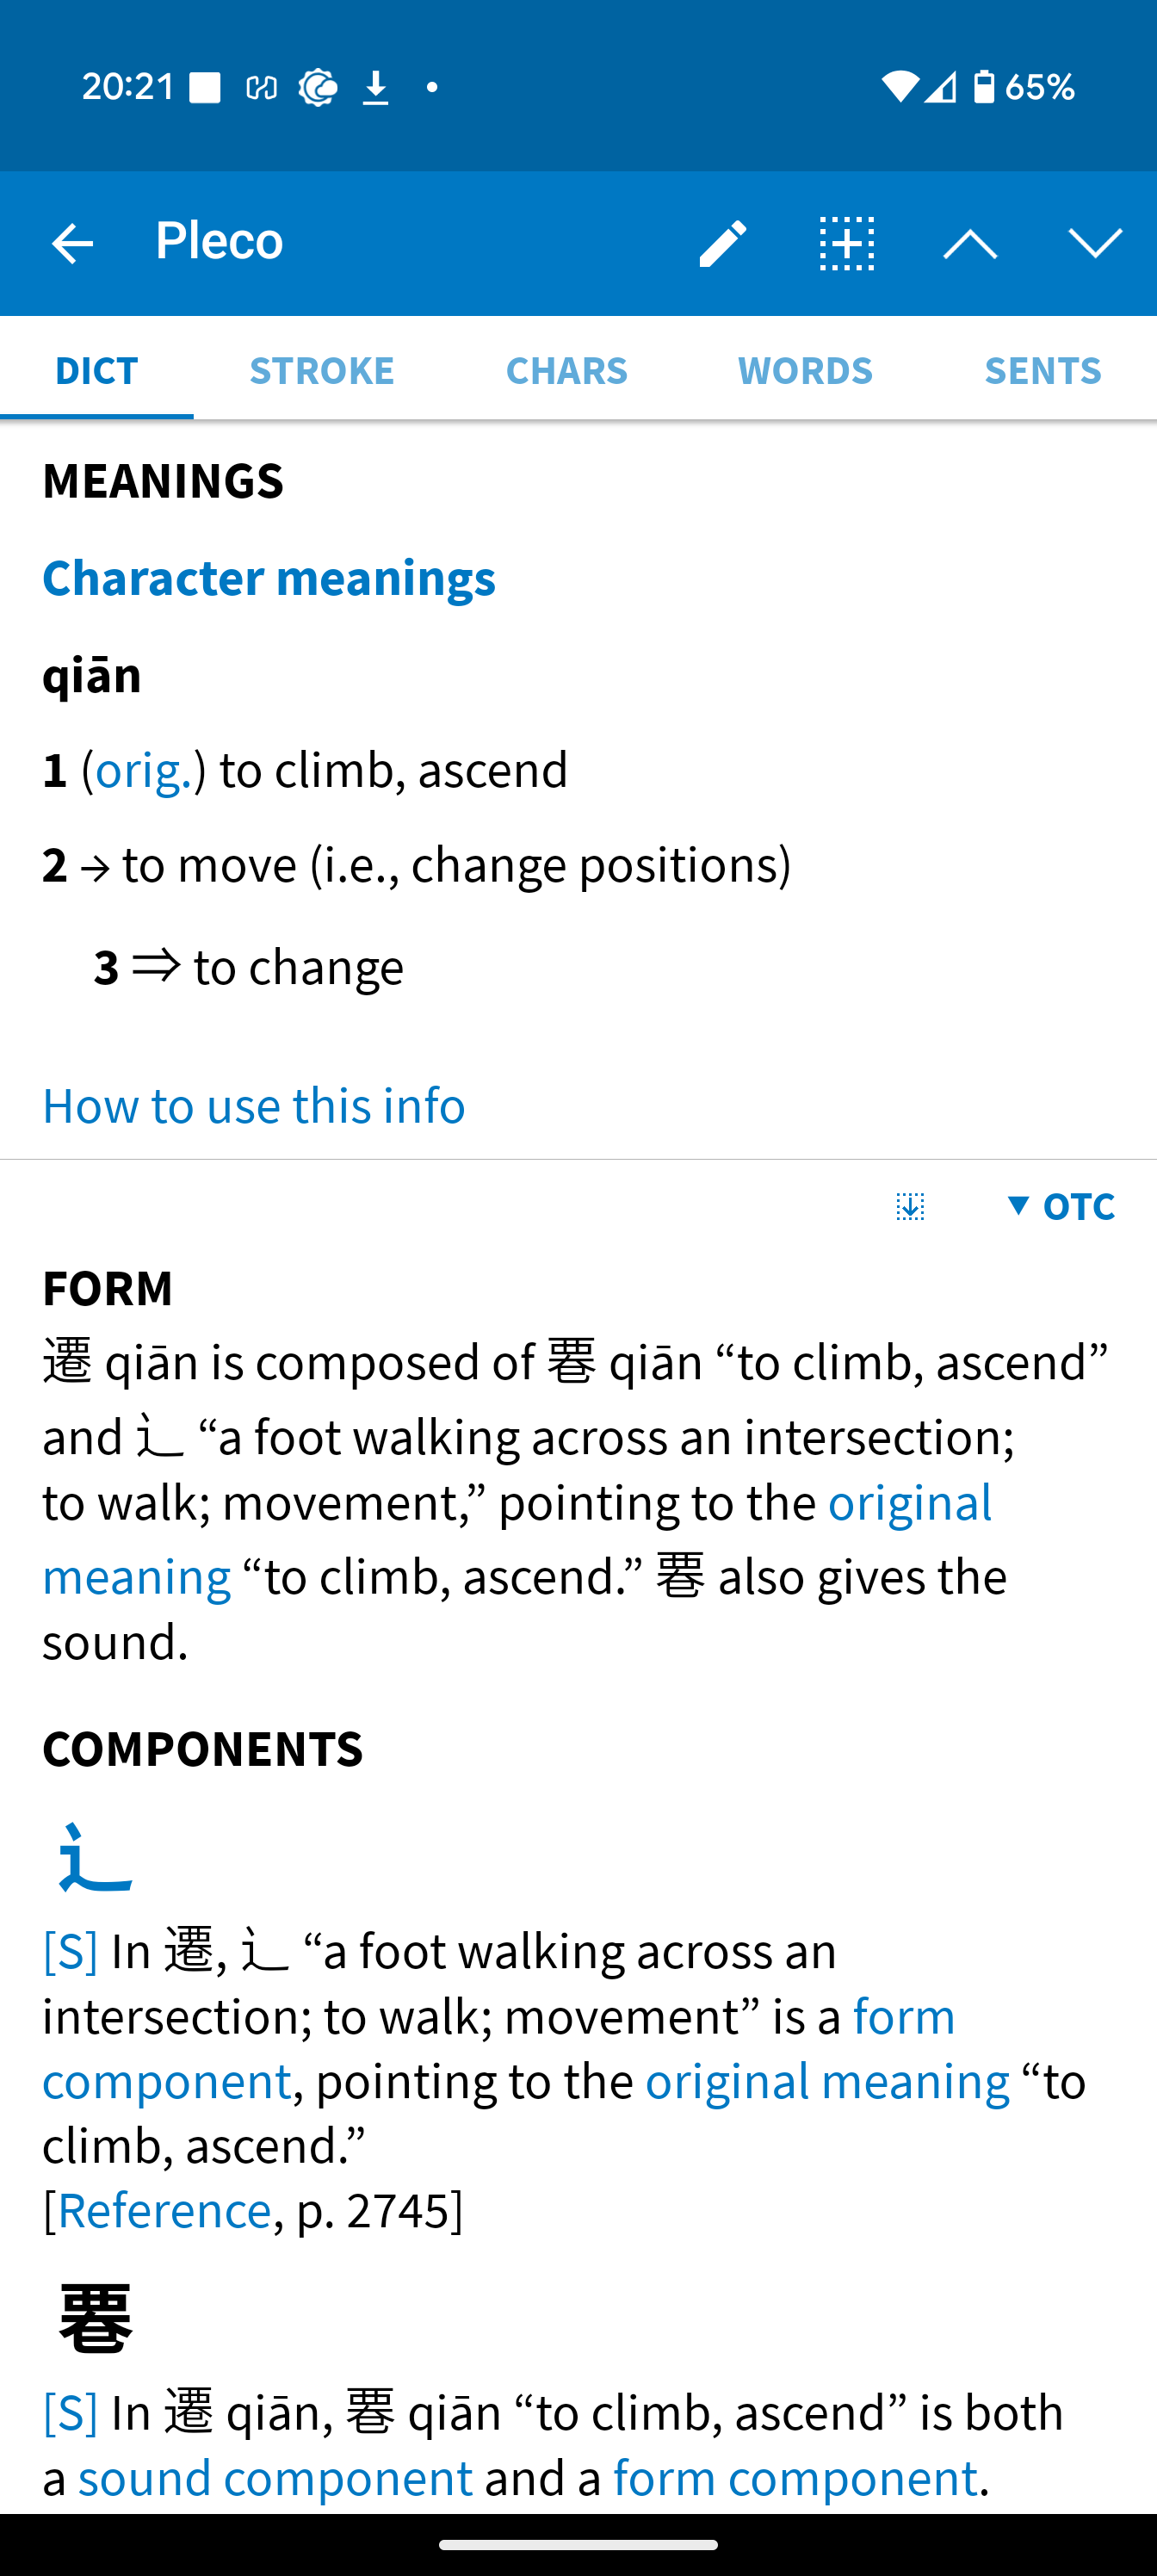 20:21 65%
Pleco
DICT STROKE CHARS WORDS SENTS
MEANINGS
Character meanings
qiān
1 (orig.) to climb, ascend
2 → to move (i.e., change positions)
3 ⇒ to change
How to use this info
▼ OTC
FORM
遷 qiān is composed of 䙴 qiān “to climb, ascend”
and 辶 “a foot walking across an intersection;
to walk; movement,” pointing to the original
meaning “to climb, ascend.” 䙴 also gives the
sound.
COMPONENTS
辶
[S] In 遷, 辶 “a foot walking across an
intersection; to walk; movement” is a form
component, pointing to the original meaning “to
climb, ascend.”
[Reference, p. 2745]
䙴
[S] In 遷 qiān, 䙴 qiān “to climb, ascend” is both
a sound component and a form component.